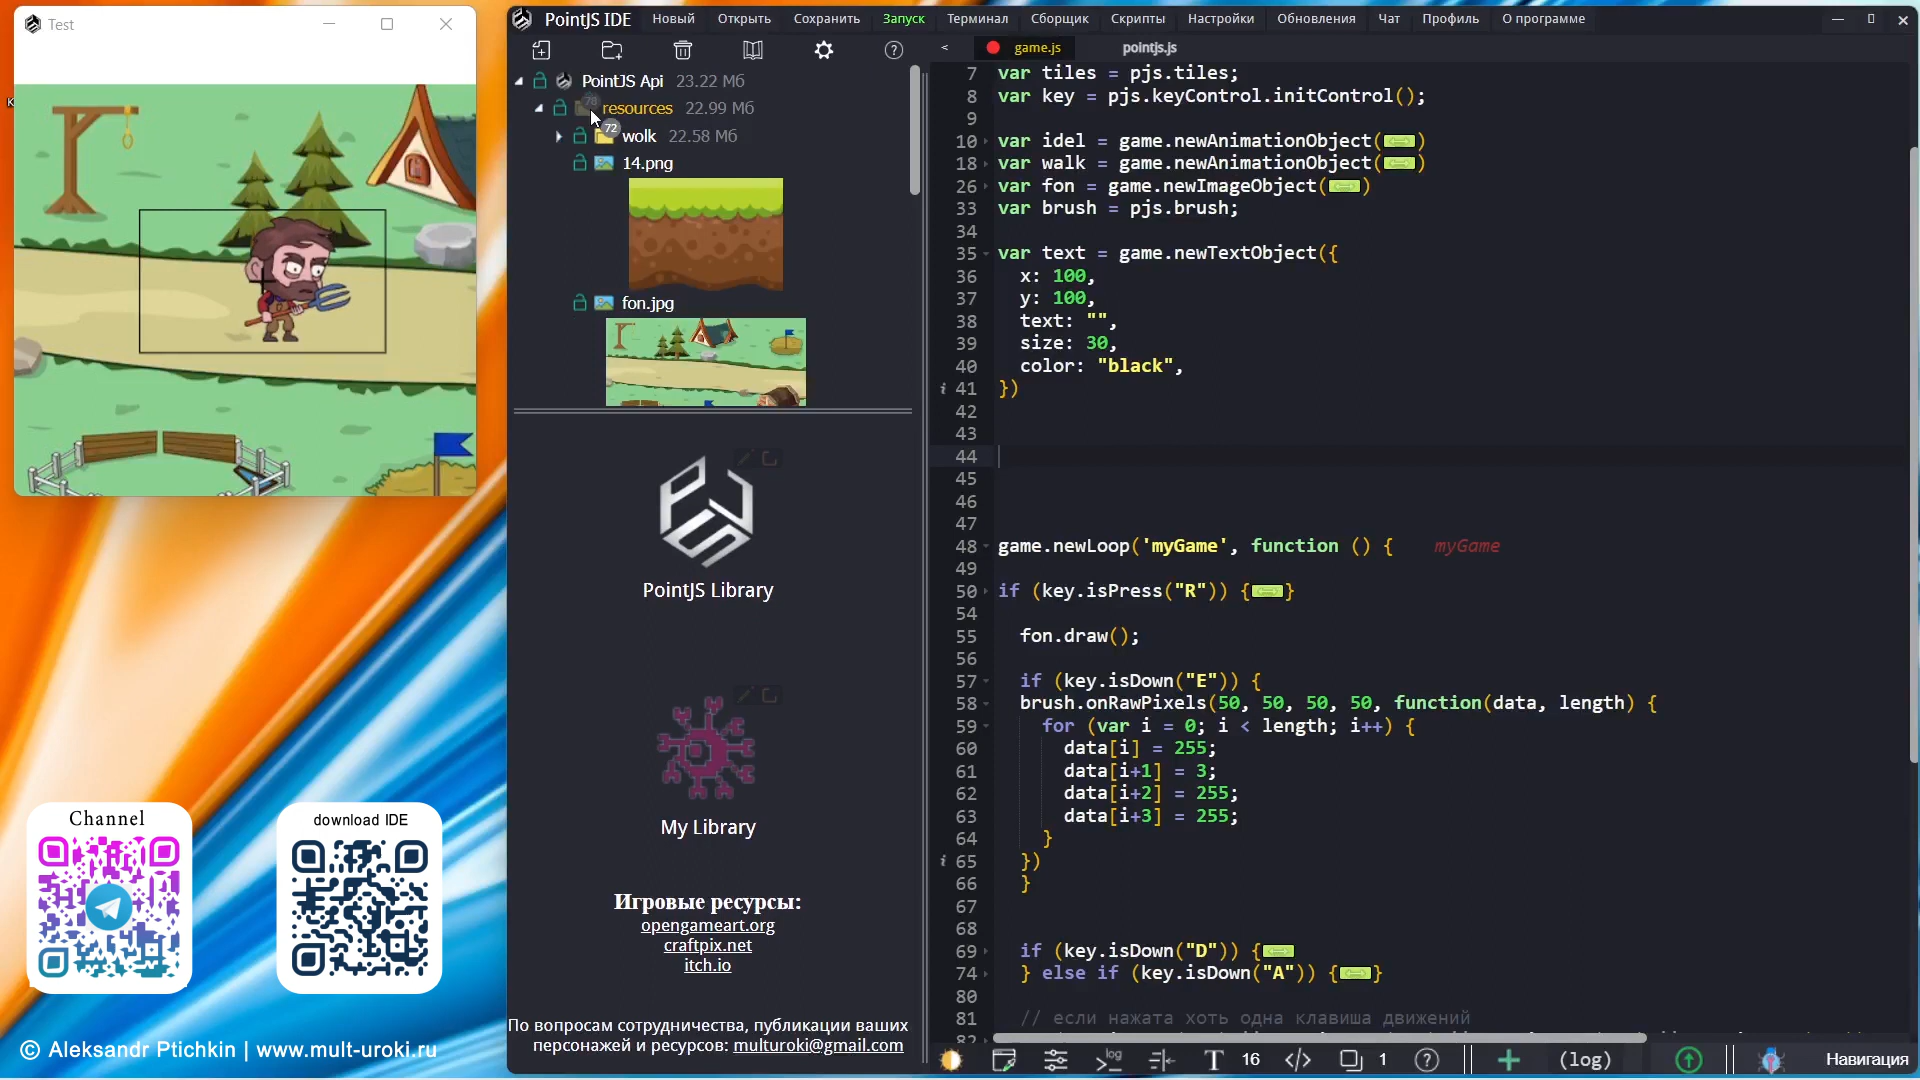 Test
PointJS IDE
Новый
Открыть
Сохранить
Запуск
Терминал
Сборщик
Скрипты
Настройки
Обновления
Чат
Профиль
О программе
PointJS Api 23.22 Мб
resources 22.99 Мб
72
wolk 22.58 Мб
14.png
fon.jpg
PointJS Library
My Library
Игровые ресурсы:
opengameart.org
craftpix.net
itch.io
По вопросам сотрудничества, публикации ваших
персонажей и ресурсов: multuroki@gmail.com
< game.js pointjs.js
7 var tiles = pjs.tiles;
8 var key = pjs.keyControl.initControl();
9
10 var idel = game.newAnimationObject( )
18 var walk = game.newAnimationObject( )
26 var fon = game.newImageObject( )
33 var brush = pjs.brush;
34
35 var text = game.newTextObject({
36 x: 100,
37 y: 100,
38 text: "",
39 size: 30,
40 color: "black",
i 41 })
42
43
44
45
46
47
48 game.newLoop('myGame', function () { myGame
49
50 if (key.isPress("R")) { }
54
55 fon.draw();
56
57 if (key.isDown("E")) {
58 brush.onRawPixels(50, 50, 50, 50, function(data, length) {
59 for (var i = 0; i < length; i++) {
60 data[i] = 255;
61 data[i+1] = 3;
62 data[i+2] = 255;
63 data[i+3] = 255;
64 }
i 65 })
66 }
67
68
69 if (key.isDown("D")) {
74 } else if (key.isDown("A")) { }
80
81 // если нажата хоть одна клавиша движений
log
T 16 </> 1 ? + (log) Навигация
Channel
download IDE
© Aleksandr Ptichkin | www.mult-uroki.ru